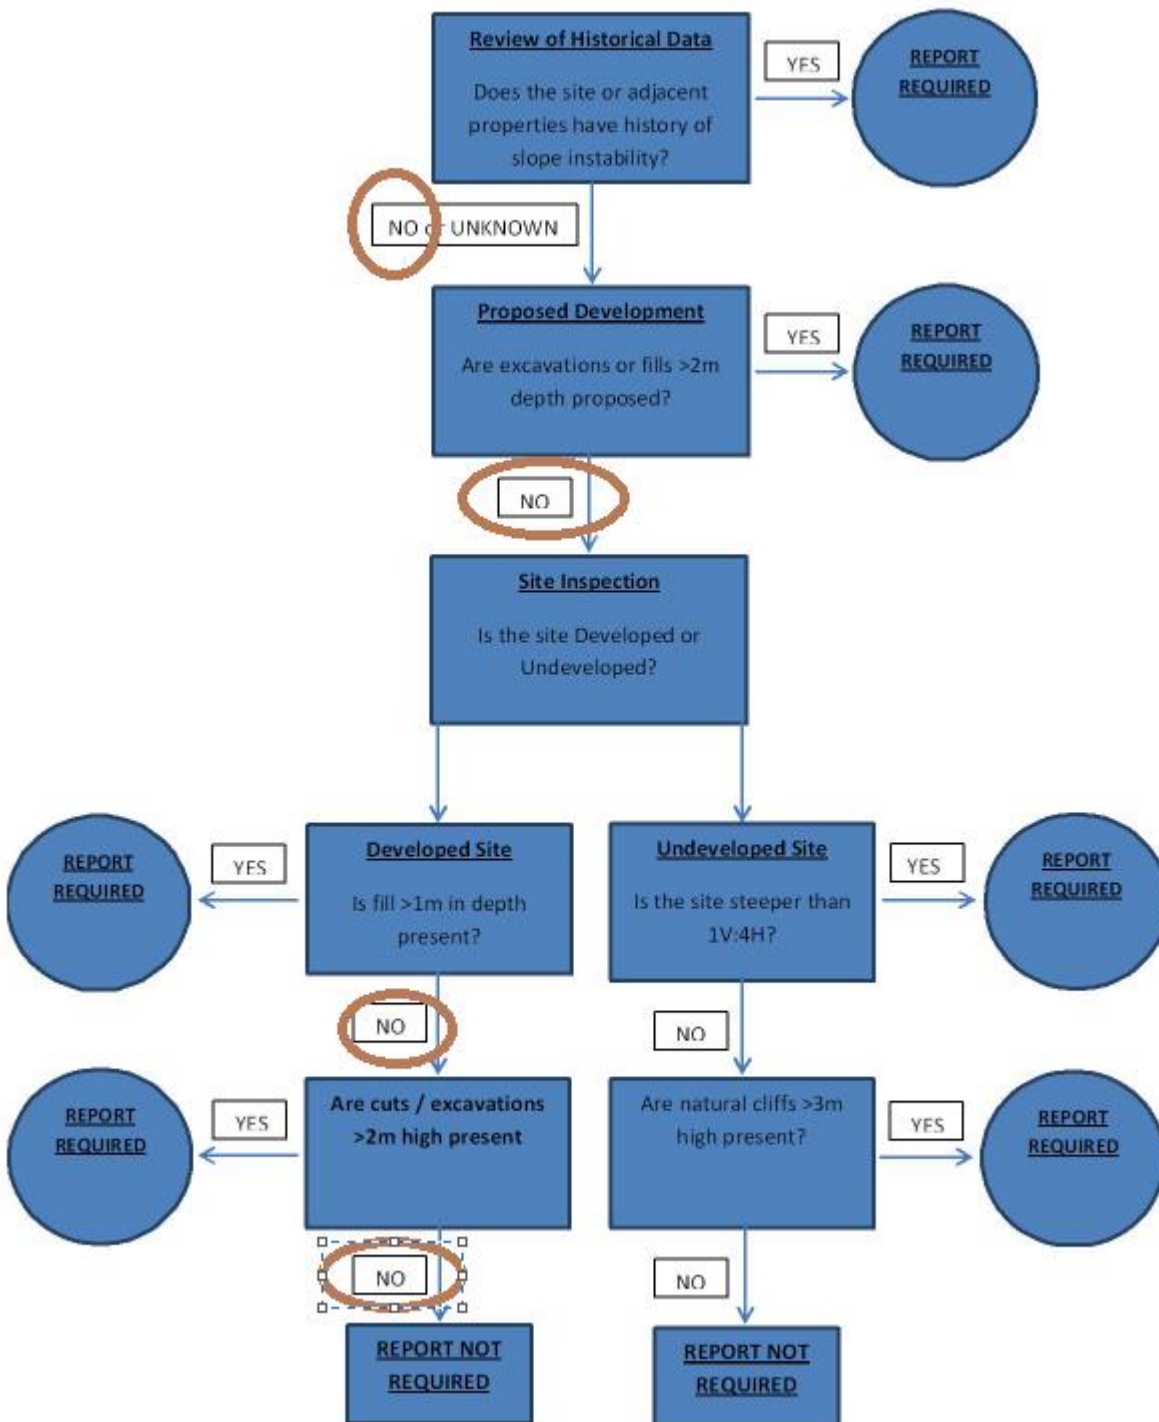 Review of Historical Data
Does the site or adjacent
properties have history of
slope instability?
YES
REPORT
REQUIRED
NO or UNKNOWN
Proposed Development
Are excavations or fills >2m
depth proposed?
YES
REPORT
REQUIRED
NO
Site Inspection
Is the site Developed or
Undeveloped?
REPORT
REQUIRED
YES
Developed Site
Is fill >1m in depth
present?
Undeveloped Site
Is the site steeper than
1V:4H?
YES
REPORT
REQUIRED
NO
NO
REPORT
REQUIRED
YES
Are cuts / excavations
>2m high present
Are natural cliffs >3m
high present?
YES
REPORT
REQUIRED
NO
NO
REPORT NOT
REQUIRED
REPORT NOT
REQUIRED